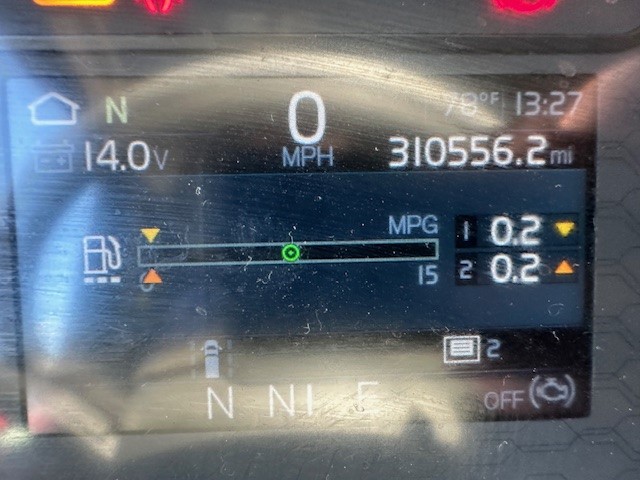 N 0 78°F 13:27
14.0V MPH 310556.2mi
MPG 1 0.2
15 2 0.2
2
N N1 E OFF